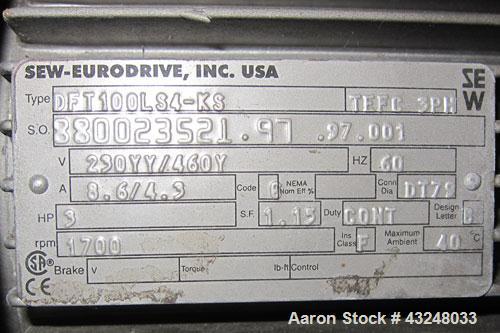 SEW-EURODRIVE, INC. USA SEW
Type DFT100LS4-KS TEFC 3PH
S.O. 880023521.97 .97.001
V 230YY/460Y HZ 60
A 8.6/4.3 Code NEMA Nom Eff % Conn Dia DT79
HP 3 S.F. 1.15 Duty CONT Design Letter B
rpm 1700 Ins Class F Maximum Ambient 40 °C
Brake V Torque lb-ft Control
CSA
CE
Aaron Stock # 43248033